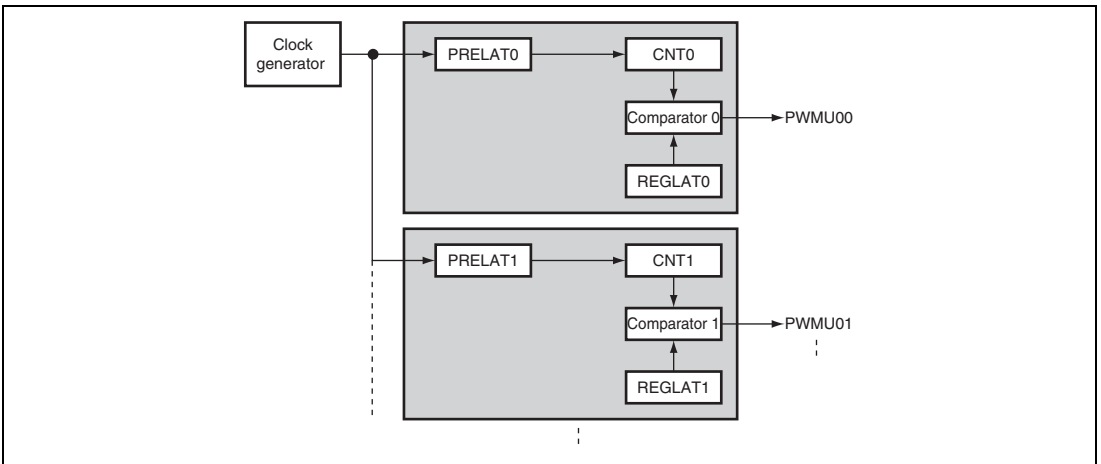 Clock
generator
PRELAT0
CNT0
Comparator 0
PWMU00
REGLAT0
PRELAT1
CNT1
Comparator 1
PWMU01
REGLAT1